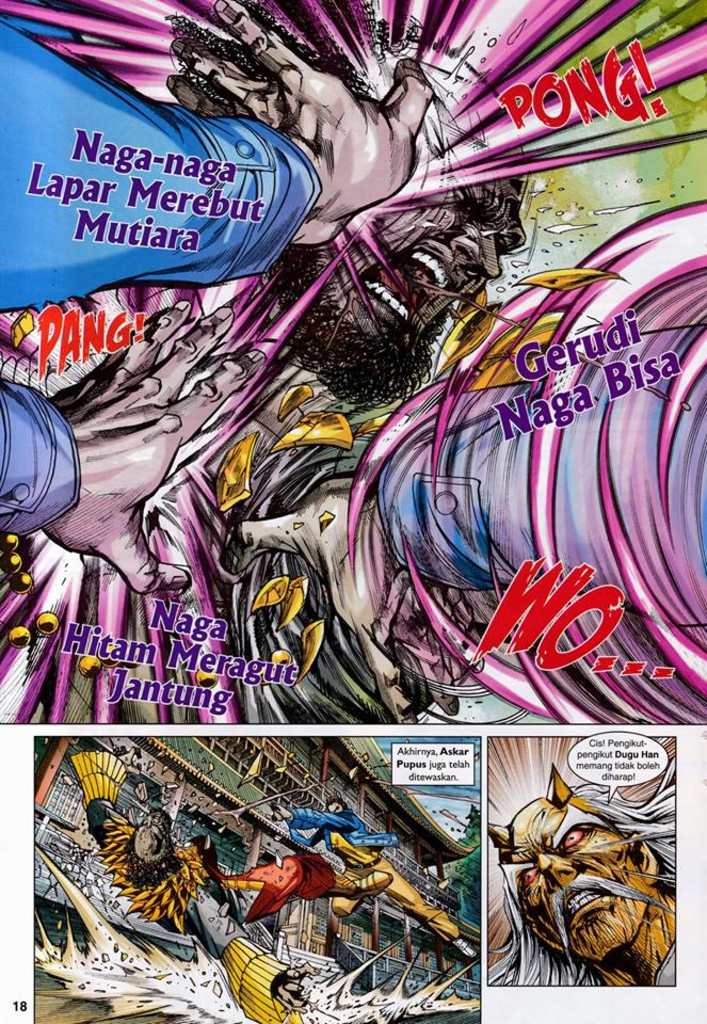 PONG!
Naga-naga
Lapar Merebut
Mutiara
PANG!
Gerudi
Naga Bisa
WO...
Naga
Hitam Meragut
Jantung
Akhirnya, Askar
Pupus juga telah
ditewaskan.
Cis! Pengikut-
pengikut Dugu Han
memang tidak boleh
diharap!
18